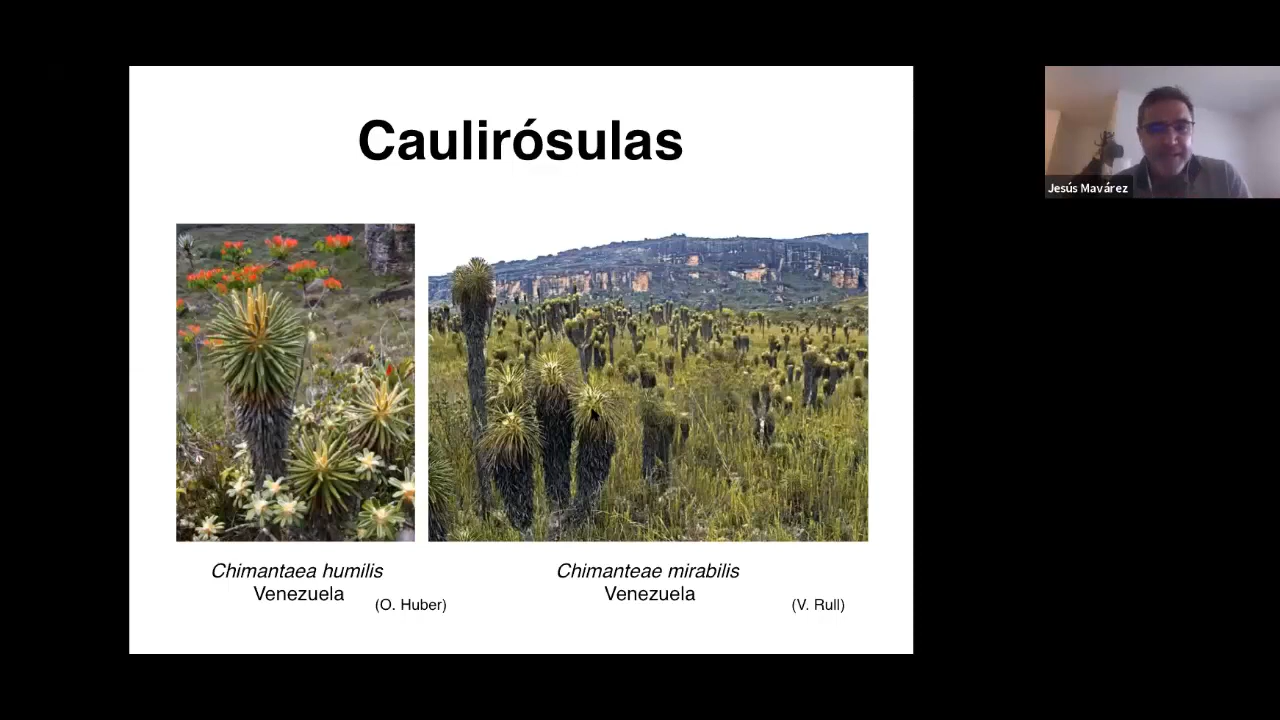 Caulirósulas
Jesús Mavárez
Chimantaea humilis
Venezuela
(O. Huber)
Chimanteae mirabilis
Venezuela
(V. Rull)